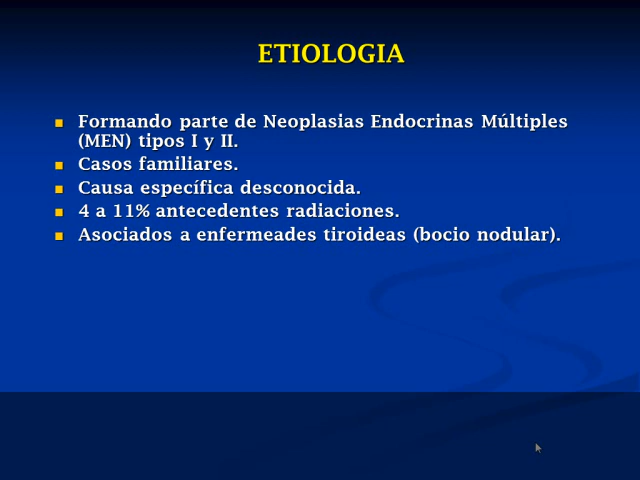 ETIOLOGIA
Formando parte de Neoplasias Endocrinas Múltiples
(MEN) tipos I y II.
Casos familiares.
Causa específica desconocida.
4 a 11% antecedentes radiaciones.
Asociados a enfermeades tiroideas (bocio nodular).